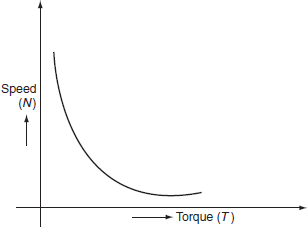 Speed
(N)
Torque (T)